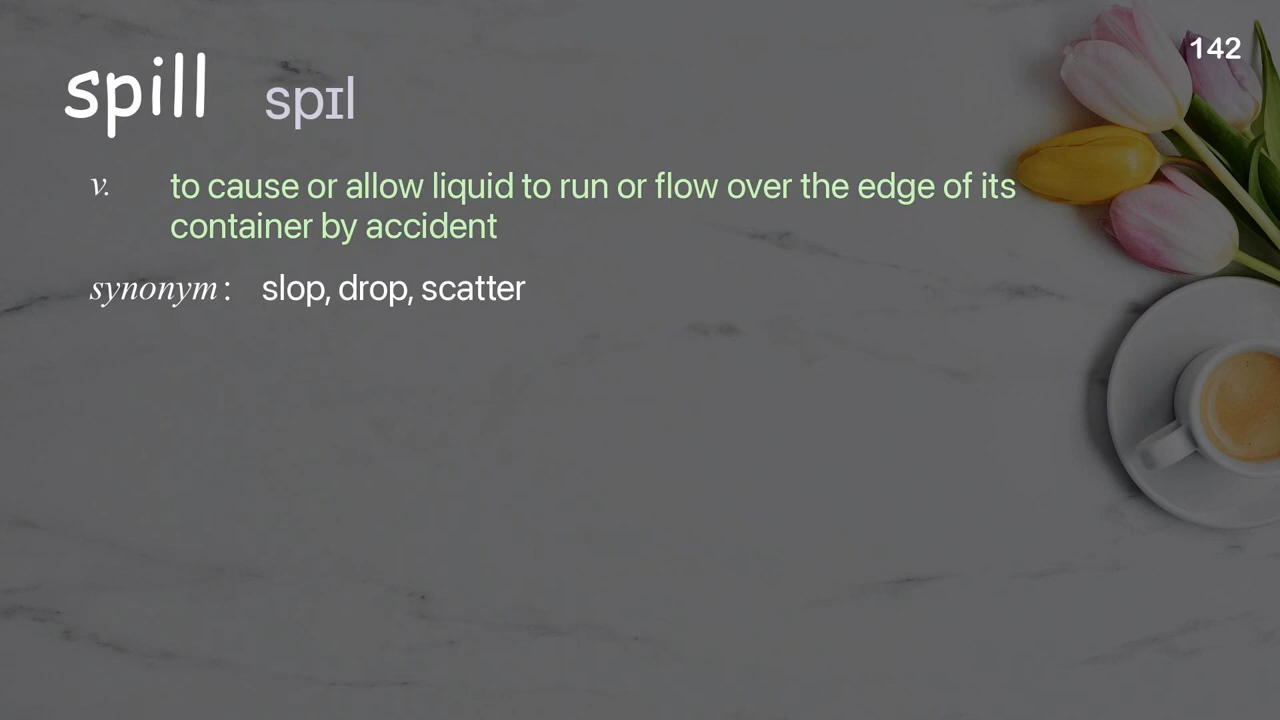 142
spill spɪl
v. to cause or allow liquid to run or flow over the edge of its
container by accident
synonym : slop, drop, scatter